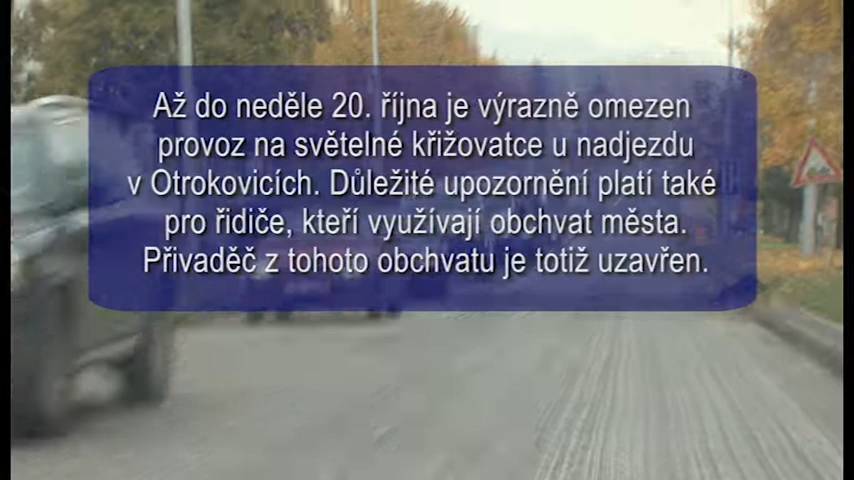 Až do neděle 20. října je výrazně omezen
provoz na světelné křižovatce u nadjezdu
v Otrokovicích. Důležité upozornění platí také
pro řidiče, kteří využívají obchvat města.
Přivaděč z tohoto obchvatu je totiž uzavřen.